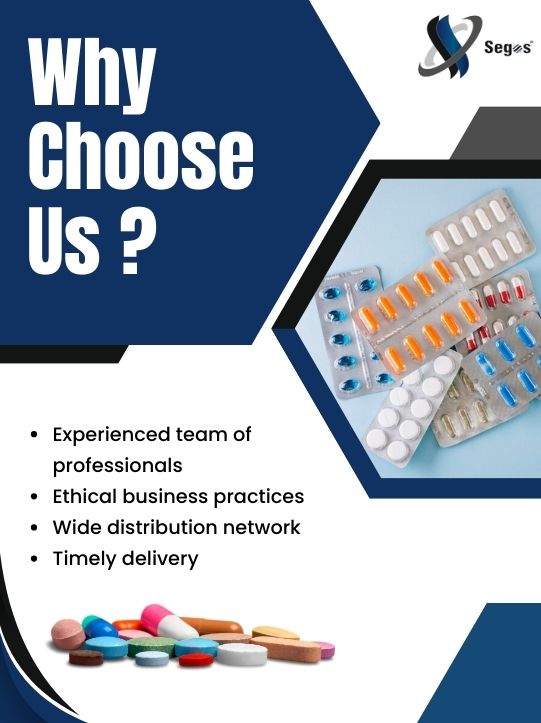 Why
Choose
Us ?
Segos®
• Experienced team of
professionals
• Ethical business practices
• Wide distribution network
• Timely delivery